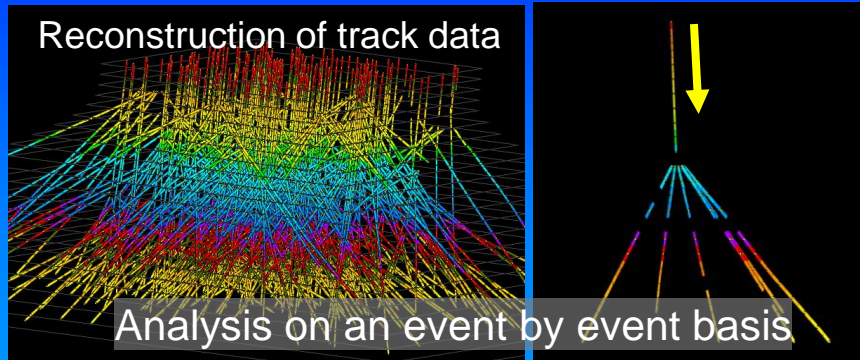 Reconstruction of track data
Analysis on an event by event basis